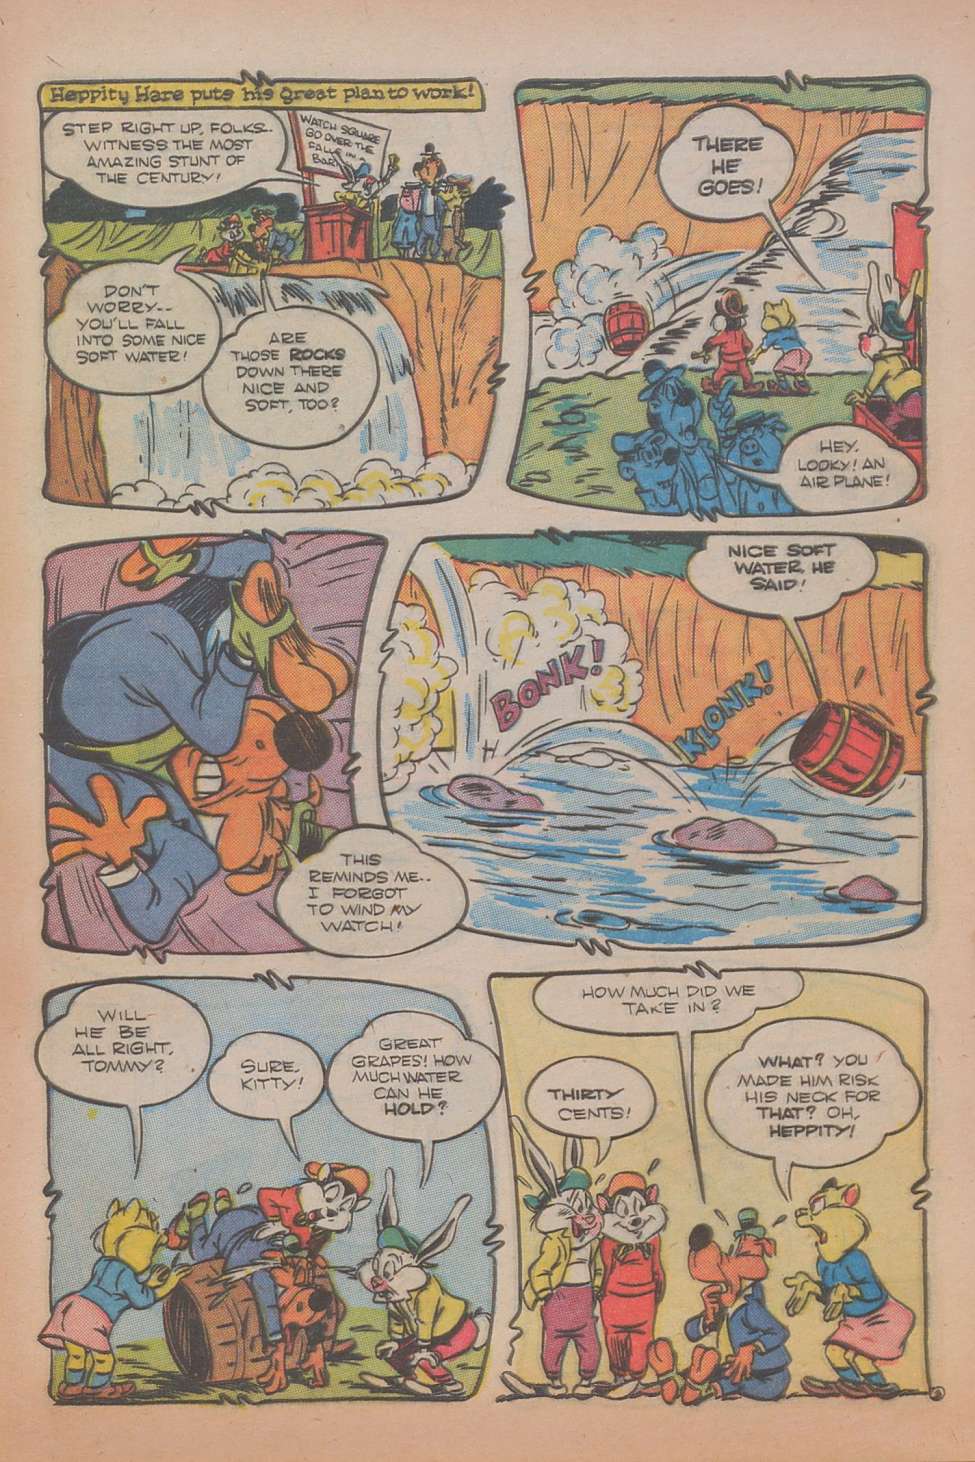 Heppity Hare puts his great plan to work!
STEP RIGHT UP, FOLKS--
WITNESS THE MOST
AMAZING STUNT OF
THE CENTURY!
WATCH SQUARE
GO OVER THE
FALLS IN A
DON'T
WORRY--
YOU'LL FALL
INTO SOME NICE
SOFT WATER!
ARE
THOSE ROCKS
DOWN THERE
NICE AND
SOFT, TOO?
THERE
HE
GOES!
HEY,
LOOKY! AN
AIR PLANE!
THIS
REMINDS ME--
I FORGOT
TO WIND MY
WATCH!
BONK!
KLONK!
NICE SOFT
WATER, HE
SAID!
WILL
HE BE
ALL RIGHT,
TOMMY?
SURE,
KITTY!
GREAT
GRAPES! HOW
MUCH WATER
CAN HE
HOLD?
HOW MUCH DID WE
TAKE IN?
THIRTY
CENTS!
WHAT? YOU
MADE HIM RISK
HIS NECK FOR
THAT? OH,
HEPPITY!